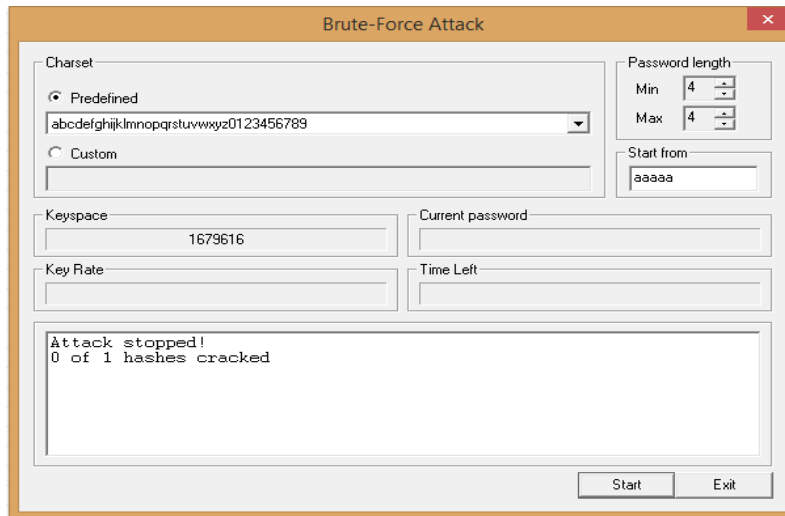 Brute-Force Attack
Charset
Predefined
abcdefghijklmnopqrstuvwxyz0123456789
Custom
Password length
Min 4
Max 4
Start from
aaaaa
Keyspace
1679616
Current password
Key Rate
Time Left
Attack stopped!
0 of 1 hashes cracked
Start
Exit